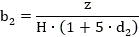 b₂ = z / (H · (1 + 5 · d₂))